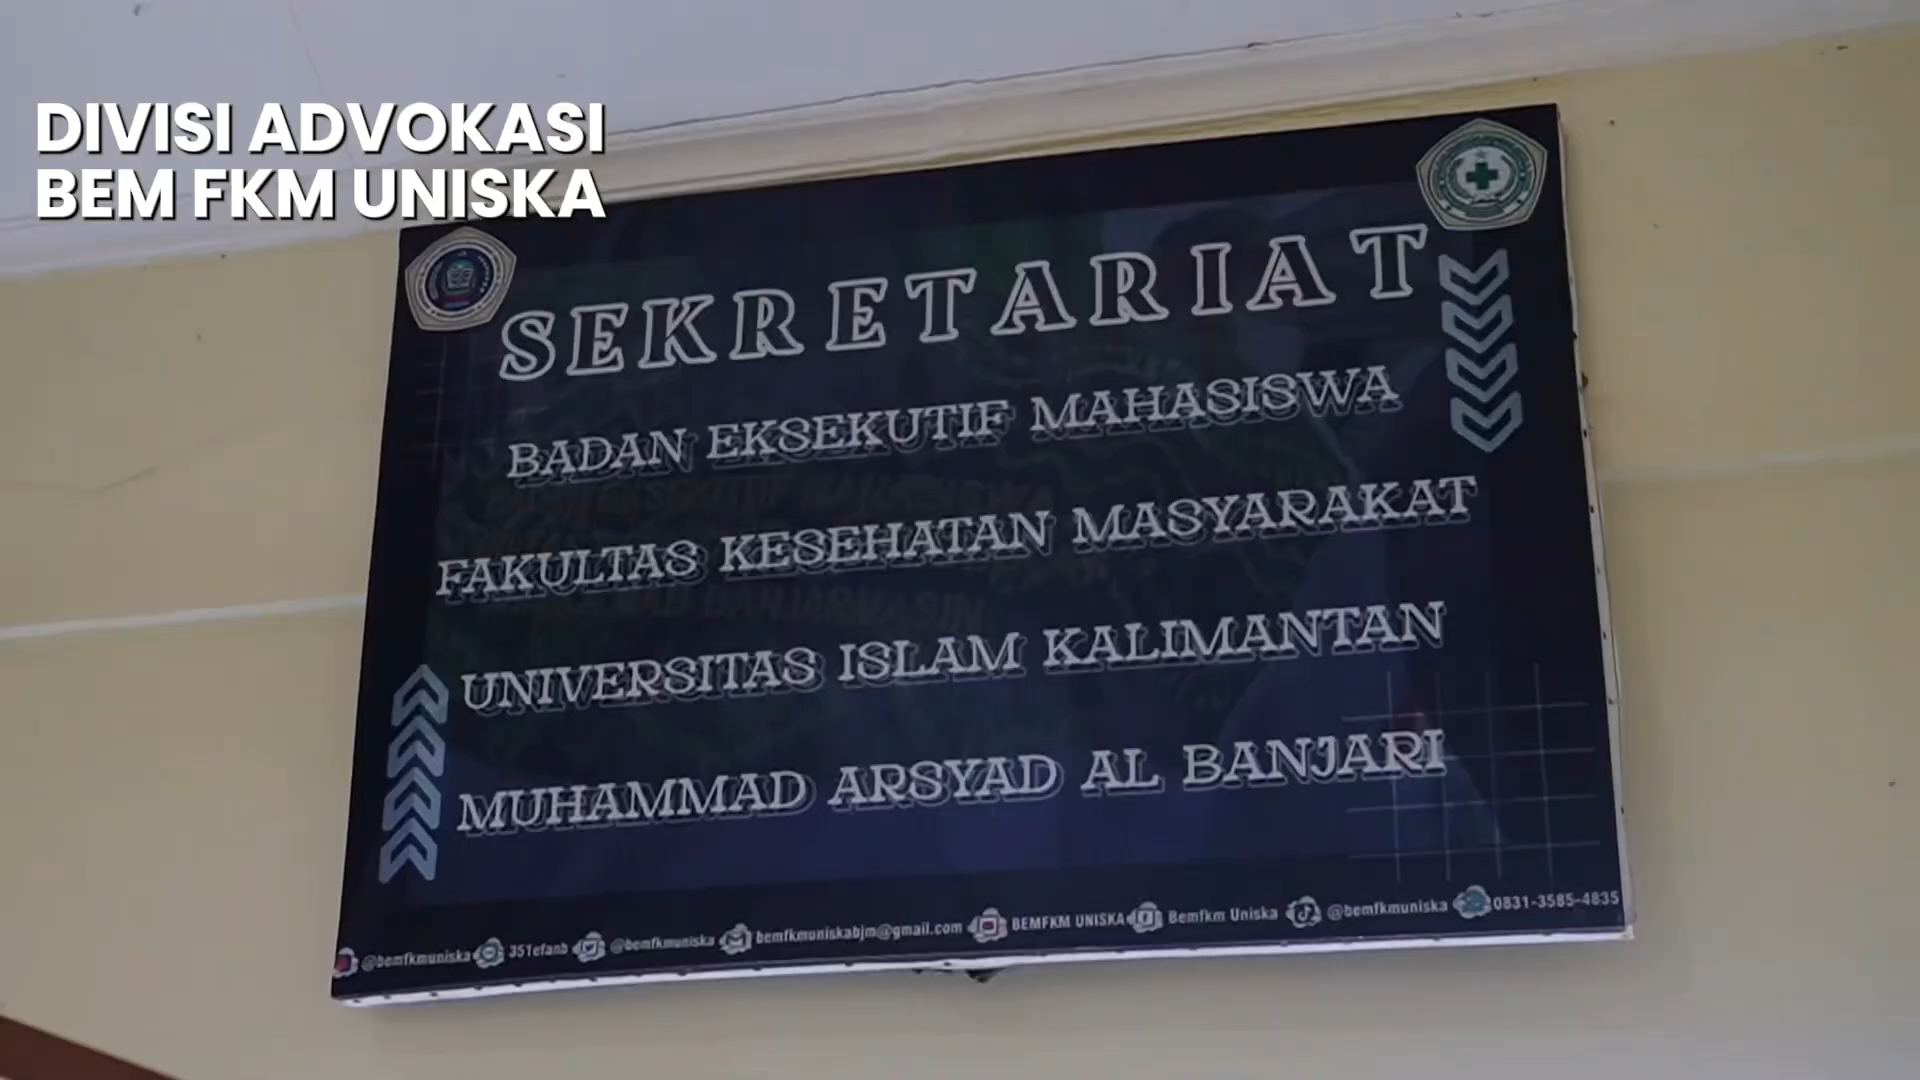 DIVISI ADVOKASI
BEM FKM UNISKA
SEKRETARIAT
BADAN EKSEKUTIF MAHASISWA
FAKULTAS KESEHATAN MASYARAKAT
UNIVERSITAS ISLAM KALIMANTAN
MUHAMMAD ARSYAD AL BANJARI
@bemfkmuniska 351efanb @bemfkmuniska bemfkmuniskabjm@gmail.com BEMFKM UNISKA Bemfkm Uniska @bemfkmuniska 0831-3585-4835